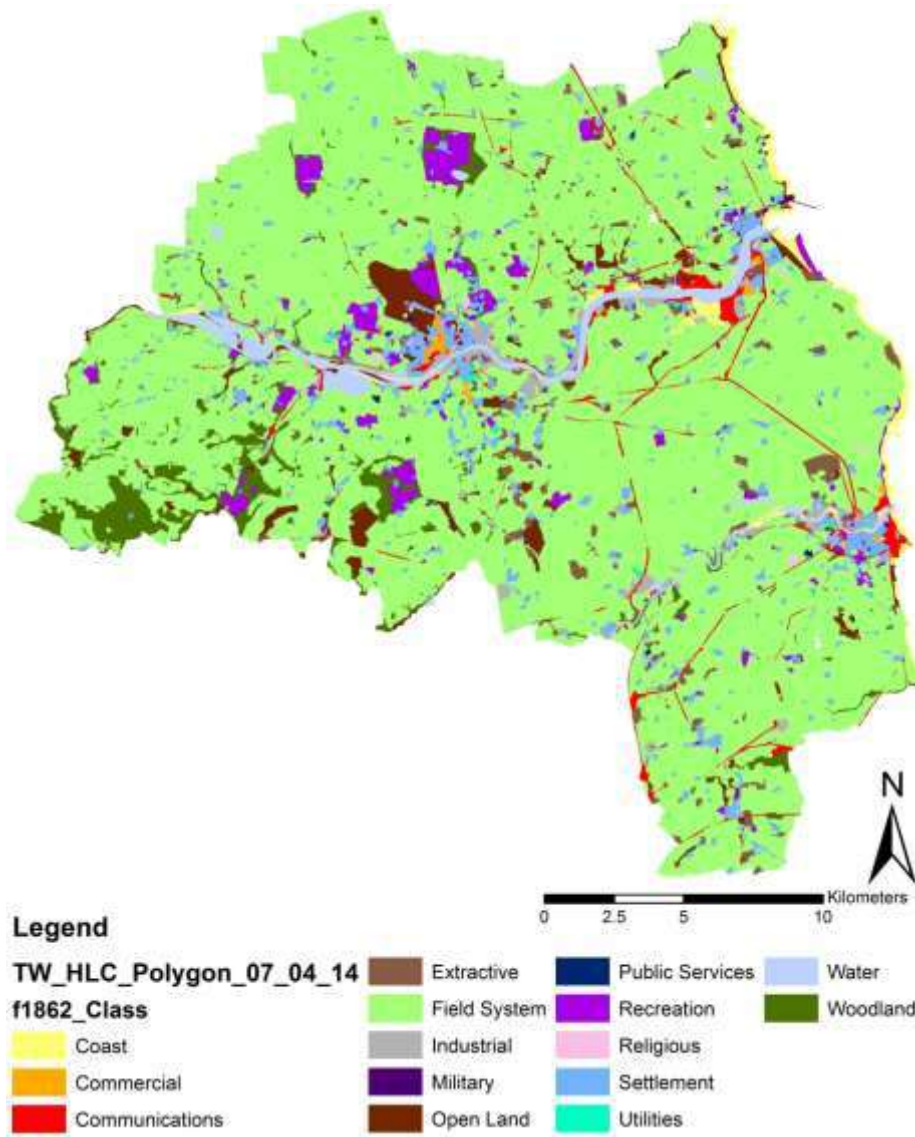 N
Kilometers
0 2.5 5 10
Legend
TW_HLC_Polygon_07_04_14
f1862_Class
Coast
Commercial
Communications
Extractive
Field System
Industrial
Military
Open Land
Public Services
Recreation
Religious
Settlement
Utilities
Water
Woodland